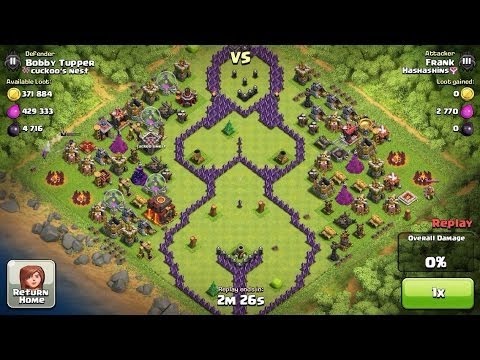 Defender
Bobby Tupper
cuckoo's nest
Available Loot:
371 884
429 333
4 716
VS
Attacker
Frank
Hashashins
Loot gained:
0
2 770
0
Replay
Overall Damage
0%
1x
Replay ends in:
2M 26s
Return
Home